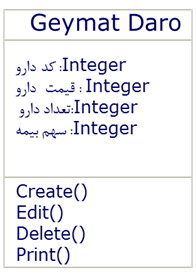 Geymat Daro
کد دارو :Integer
قیمت دارو : Integer
تعداد دارو:Integer
سهم بیمه :Integer
Create()
Edit()
Delete()
Print()